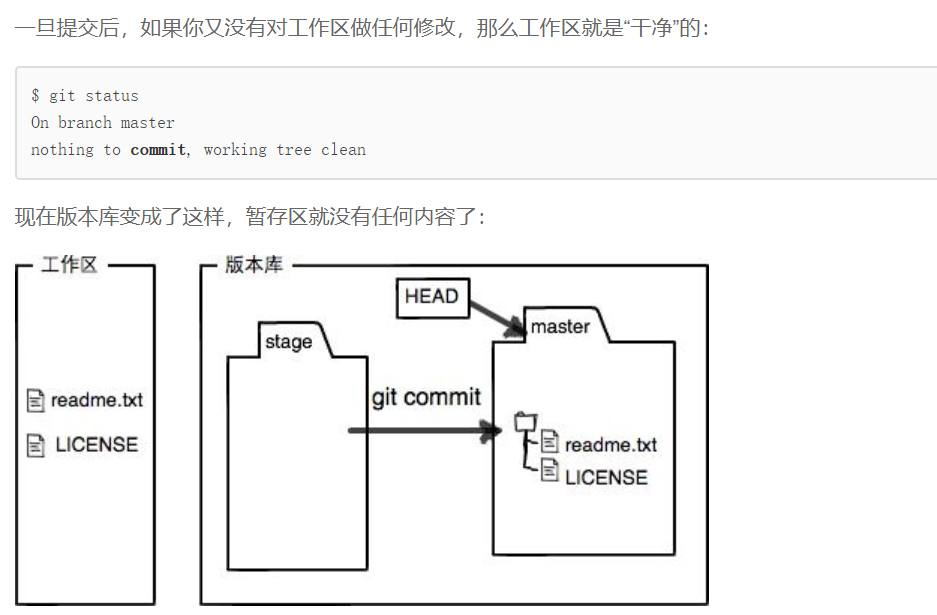 一旦提交后，如果你又没有对工作区做任何修改，那么工作区就是“干净”的：
$ git status
On branch master
nothing to commit, working tree clean
现在版本库变成了这样，暂存区就没有任何内容了：
工作区
版本库
HEAD
stage
master
git commit
readme.txt
LICENSE
readme.txt
LICENSE